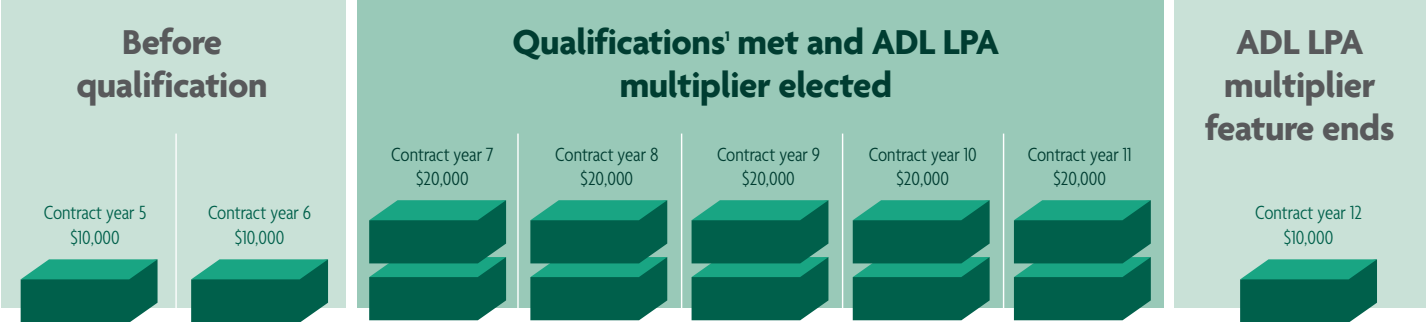 Before
qualification
Contract year 5
$10,000
Contract year 6
$10,000
Qualifications¹ met and ADL LPA
multiplier elected
Contract year 7
$20,000
Contract year 8
$20,000
Contract year 9
$20,000
Contract year 10
$20,000
Contract year 11
$20,000
ADL LPA
multiplier
feature ends
Contract year 12
$10,000